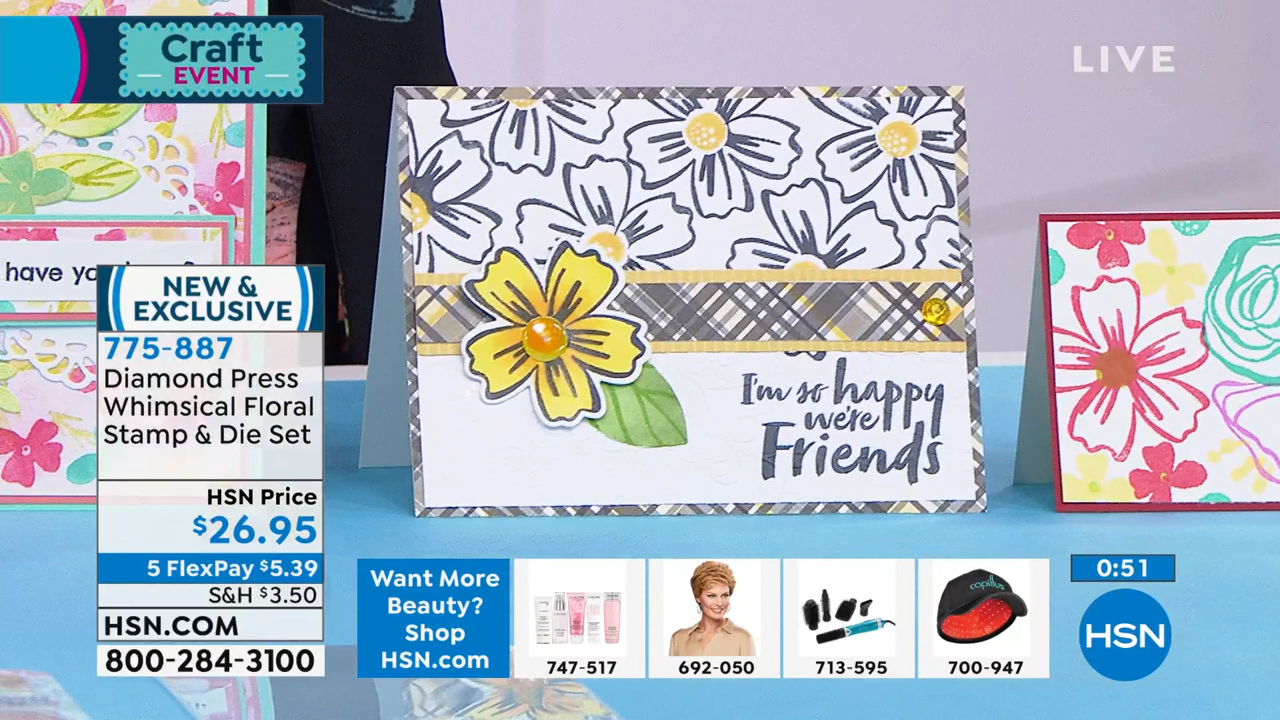 Craft
EVENT
LIVE
have yo
NEW &
EXCLUSIVE
775-887
Diamond Press
Whimsical Floral
Stamp & Die Set
HSN Price
$26.95
5 FlexPay $5.39
S&H $3.50
HSN.COM
800-284-3100
I'm so happy
we're
Friends
Want More
Beauty?
Shop
HSN.com
747-517
692-050
713-595
capillus
700-947
0:51
HSN